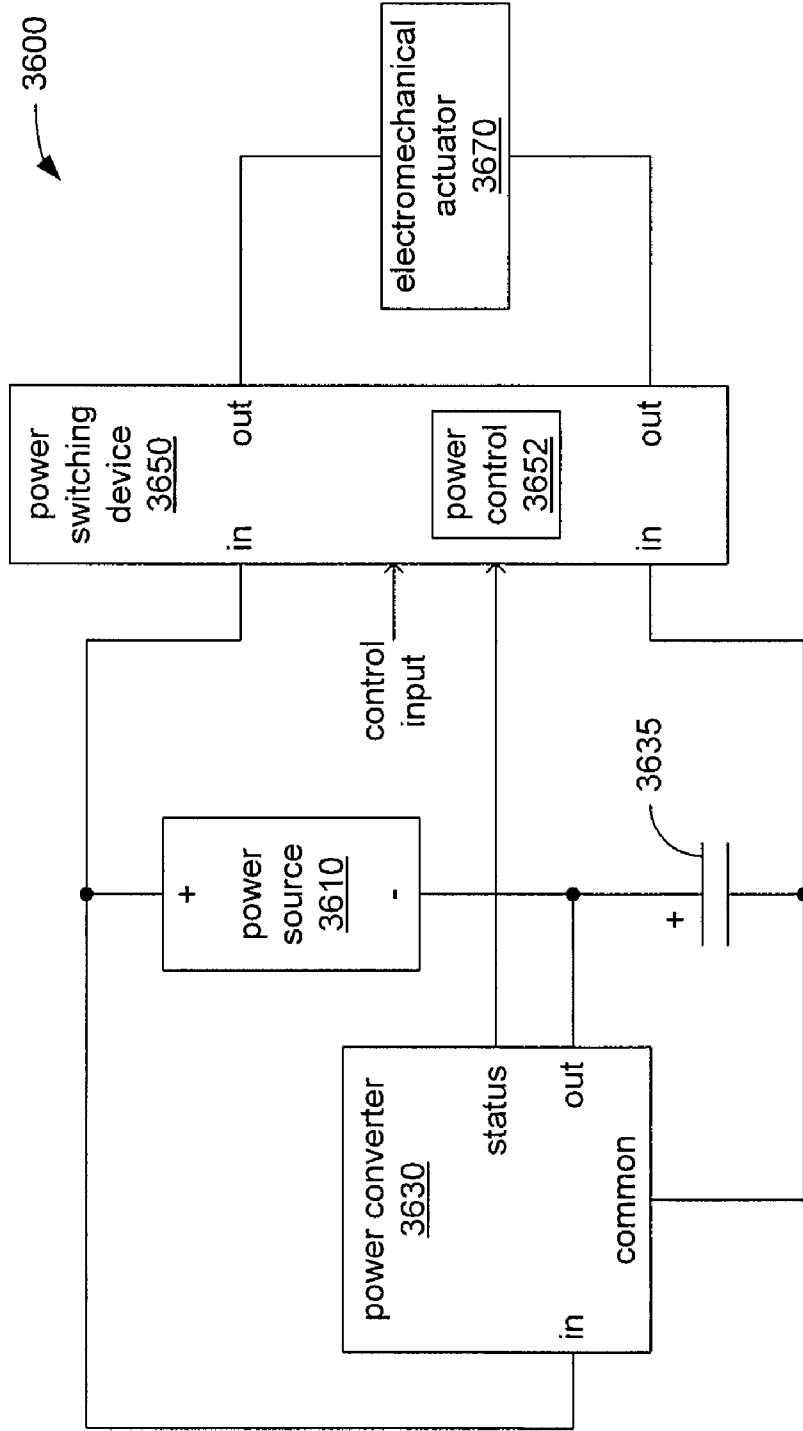 3600
power
switching
device
3650
in
out
power
control
3652
in
out
electromechanical
actuator
3670
control
input
+
power
source
3610
-
power converter
3630
status
out
in
common
+
3635